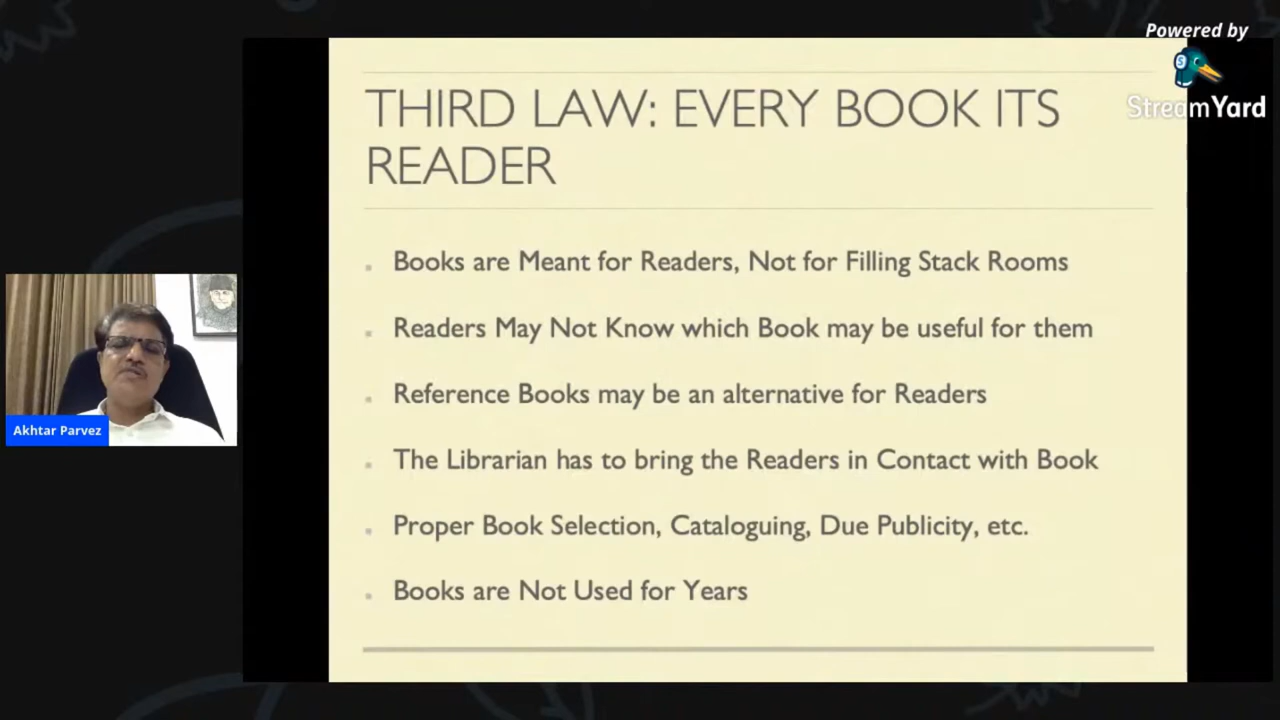 Powered by
StreamYard
THIRD LAW: EVERY BOOK ITS
READER
Books are Meant for Readers, Not for Filling Stack Rooms
Readers May Not Know which Book may be useful for them
Reference Books may be an alternative for Readers
The Librarian has to bring the Readers in Contact with Book
Proper Book Selection, Cataloguing, Due Publicity, etc.
Books are Not Used for Years
Akhtar Parvez